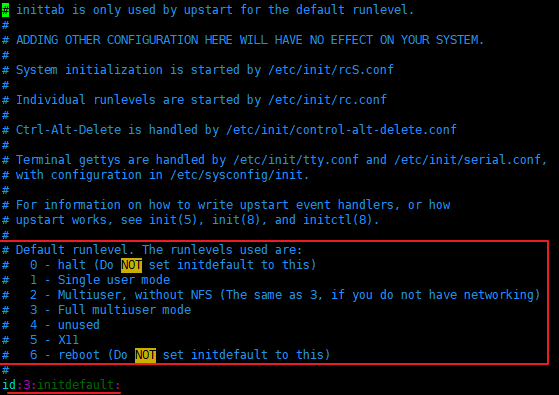 # inittab is only used by upstart for the default runlevel.
#
# ADDING OTHER CONFIGURATION HERE WILL HAVE NO EFFECT ON YOUR SYSTEM.
#
# System initialization is started by /etc/init/rcS.conf
#
# Individual runlevels are started by /etc/init/rc.conf
#
# Ctrl-Alt-Delete is handled by /etc/init/control-alt-delete.conf
#
# Terminal gettys are handled by /etc/init/tty.conf and /etc/init/serial.conf,
# with configuration in /etc/sysconfig/init.
#
# For information on how to write upstart event handlers, or how
# upstart works, see init(5), init(8), and initctl(8).
#
# Default runlevel. The runlevels used are:
#   0 - halt (Do NOT set initdefault to this)
#   1 - Single user mode
#   2 - Multiuser, without NFS (The same as 3, if you do not have networking)
#   3 - Full multiuser mode
#   4 - unused
#   5 - X11
#   6 - reboot (Do NOT set initdefault to this)
#
id:3:initdefault: